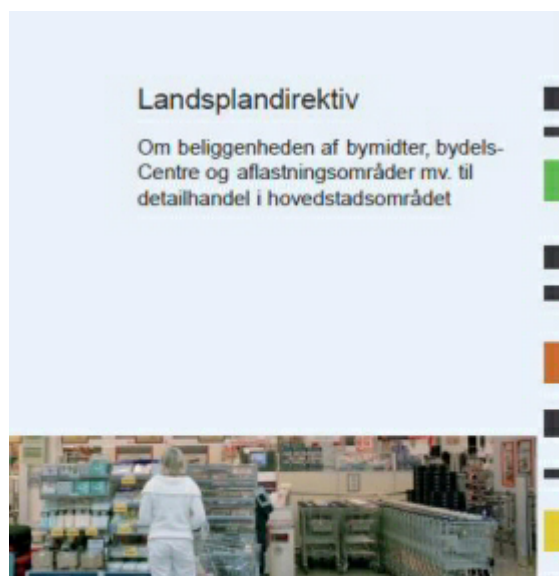 Landsplandirektiv
Om beliggenheden af bymidter, bydels-
Centre og aflastningsområder mv. til
detailhandel i hovedstadsområdet